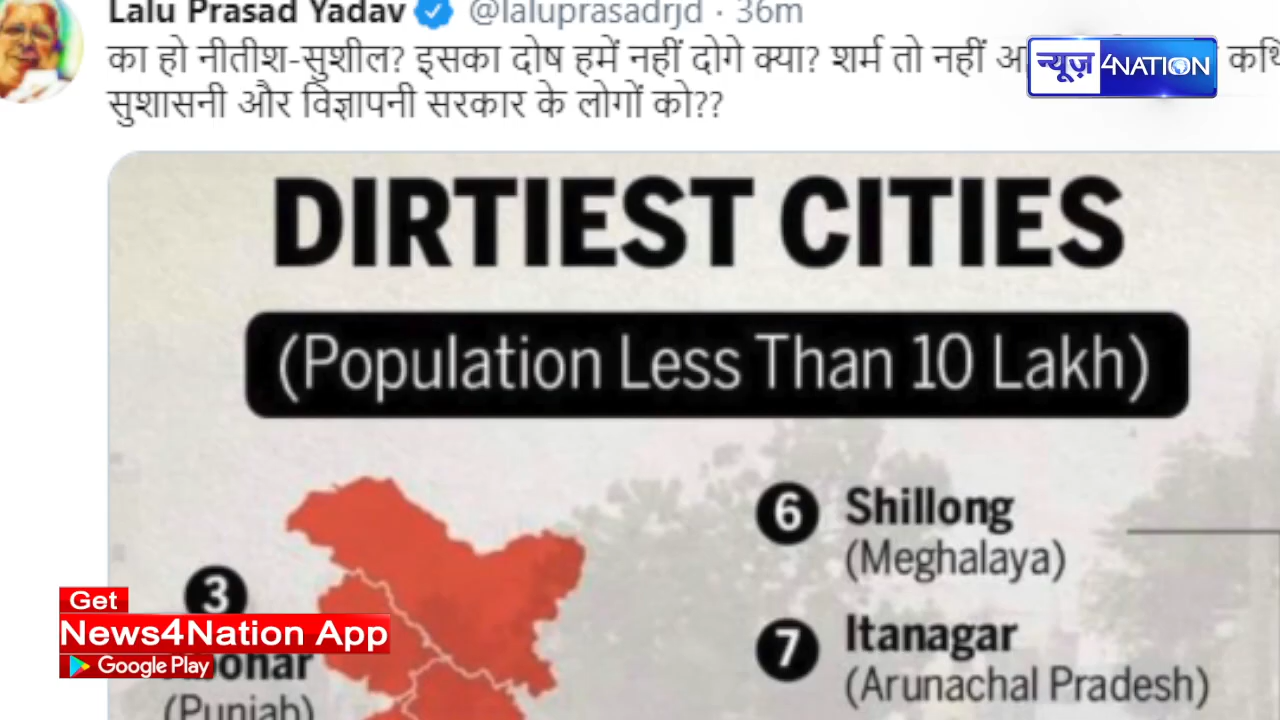 Lalu Prasad Yadav @laluprasadrjd · 36m
का हो नीतीश-सुशील? इसका दोष हमें नहीं दोगे क्या? शर्म तो नहीं
सुशासनी और विज्ञापनी सरकार के लोगों को??
न्यूज़ 4NATION
DIRTIEST CITIES
(Population Less Than 10 Lakh)
6 Shillong
(Meghalaya)
3
7 Itanagar
(Arunachal Pradesh)
(Punjab)
Get
News4Nation App
Google Play